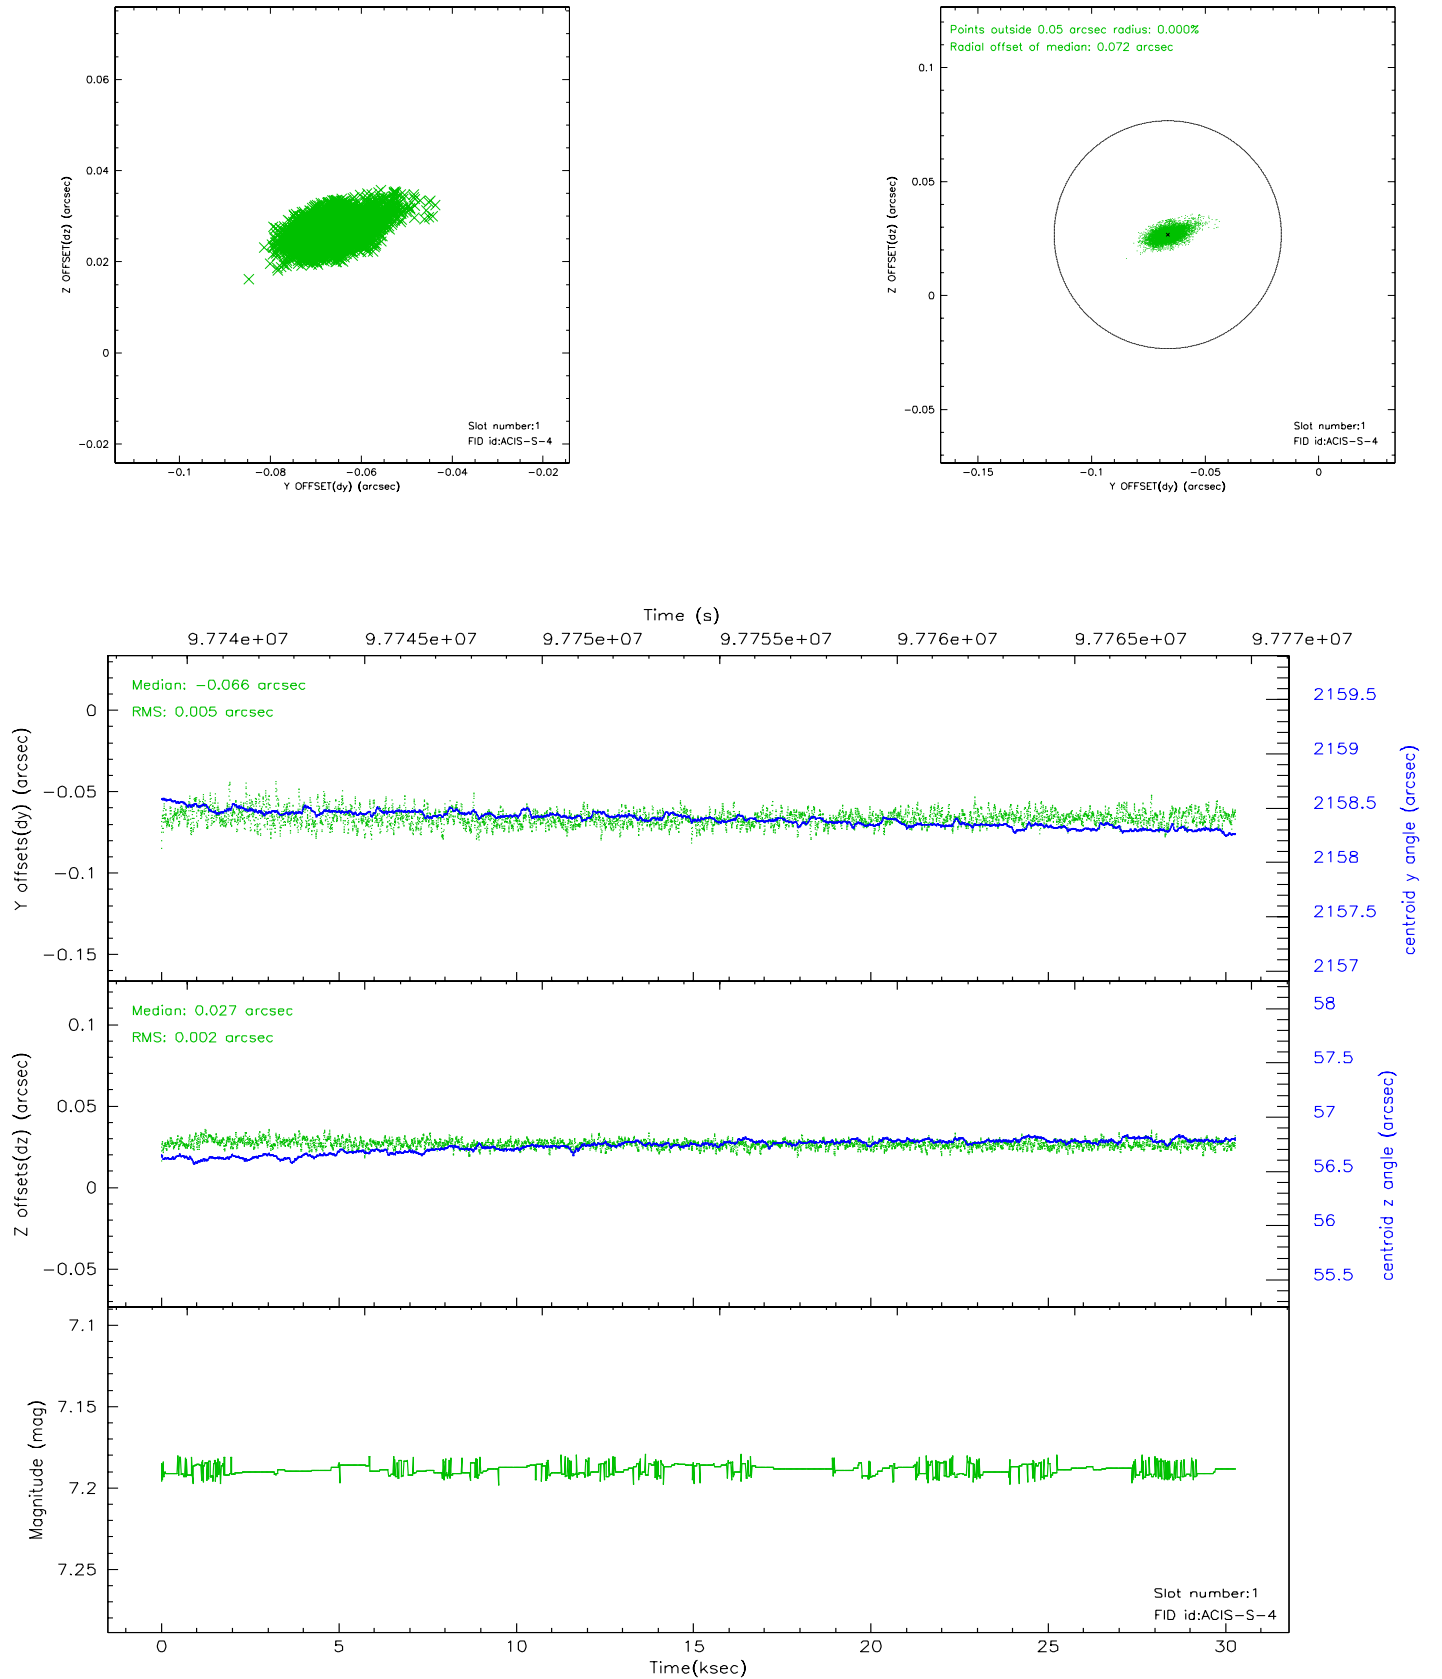 0.06
0.04
0.02
0
−0.02
Z OFFSET(dz) (arcsec)
Slot number:1
FID id:ACIS−S−4
−0.1
−0.08
−0.06
−0.04
−0.02
Y OFFSET(dy) (arcsec)
Points outside 0.05 arcsec radius: 0.000%
Radial offset of median: 0.072 arcsec
0.1
0.05
0
−0.05
Z OFFSET(dz) (arcsec)
Slot number:1
FID id:ACIS−S−4
−0.15
−0.1
−0.05
0
Y OFFSET(dy) (arcsec)
Time (s)
9.774e+07
9.7745e+07
9.775e+07
9.7755e+07
9.776e+07
9.7765e+07
9.777e+07
Median: −0.066 arcsec
RMS: 0.005 arcsec
0
−0.05
−0.1
−0.15
Y offsets(dy) (arcsec)
2159.5
2159
2158.5
2158
2157.5
2157
centroid y angle (arcsec)
Median: 0.027 arcsec
RMS: 0.002 arcsec
0.1
0.05
0
−0.05
Z offsets(dz) (arcsec)
58
57.5
57
56.5
56
55.5
centroid z angle (arcsec)
7.1
7.15
7.2
7.25
Magnitude (mag)
Slot number:1
FID id:ACIS−S−4
0
5
10
15
20
25
30
Time(ksec)